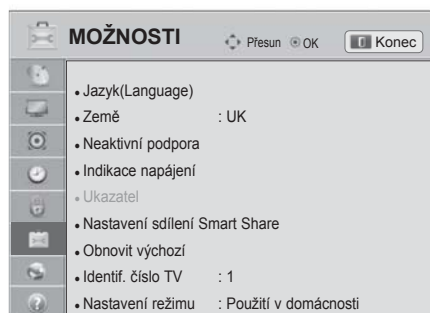 MOŽNOSTI
Přesun OK Konec
Jazyk(Language)
Země : UK
Neaktivní podpora
Indikace napájení
Ukazatel
Nastavení sdílení Smart Share
Obnovit výchozí
Identif. číslo TV : 1
Nastavení režimu : Použití v domácnosti